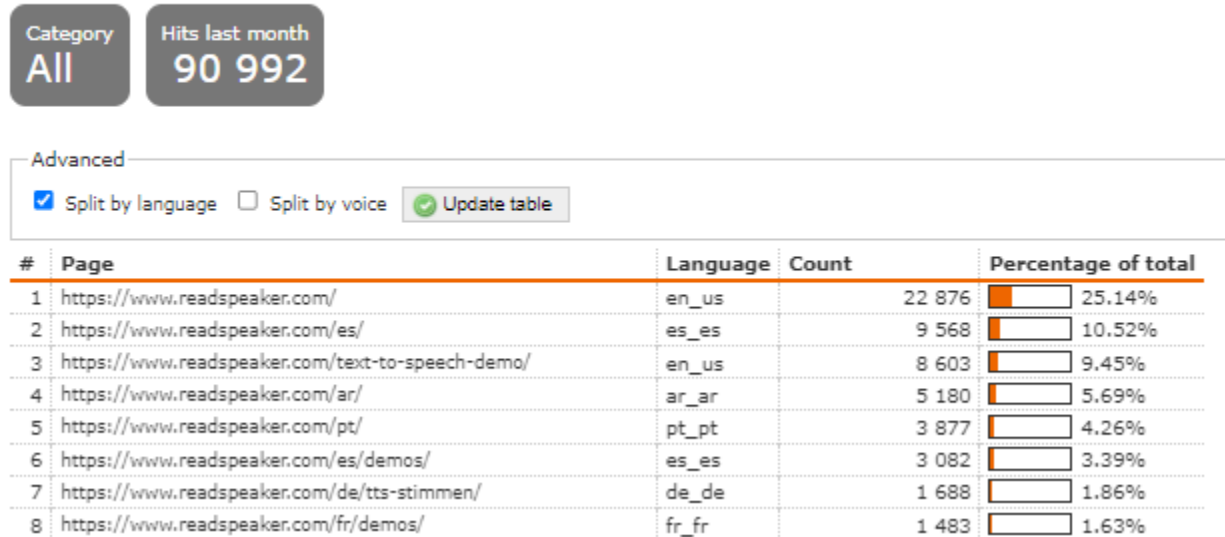 Category
All
Hits last month
90 992
Advanced
Split by language Split by voice Update table
# Page Language Count Percentage of total
1 https://www.readspeaker.com/ en_us 22 876 25.14%
2 https://www.readspeaker.com/es/ es_es 9 568 10.52%
3 https://www.readspeaker.com/text-to-speech-demo/ en_us 8 603 9.45%
4 https://www.readspeaker.com/ar/ ar_ar 5 180 5.69%
5 https://www.readspeaker.com/pt/ pt_pt 3 877 4.26%
6 https://www.readspeaker.com/es/demos/ es_es 3 082 3.39%
7 https://www.readspeaker.com/de/tts-stimmen/ de_de 1 688 1.86%
8 https://www.readspeaker.com/fr/demos/ fr_fr 1 483 1.63%